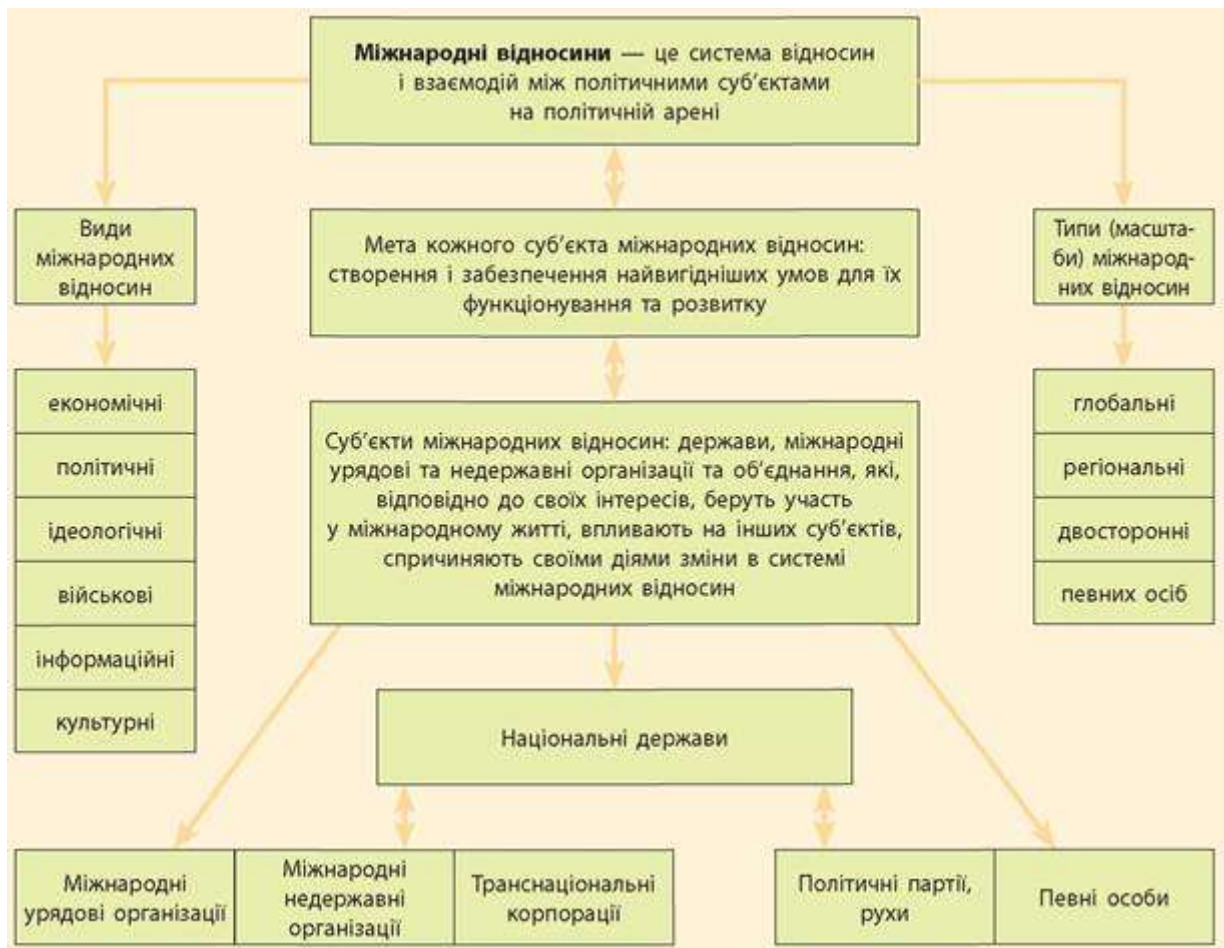 Міжнародні відносини — це система відносин
і взаємодій між політичними суб’єктами
на політичній арені
Види
міжнародних
відносин
Мета кожного суб’єкта міжнародних відносин:
створення і забезпечення найвигідніших умов для їх
функціонування та розвитку
Типи (масшта-
би) міжнарод-
них відносин
економічні
політичні
ідеологічні
військові
інформаційні
культурні
Суб’єкти міжнародних відносин: держави, міжнародні
урядові та недержавні організації та об’єднання, які,
відповідно до своїх інтересів, беруть участь
у міжнародному житті, впливають на інших суб’єктів,
спричиняють своїми діями зміни в системі
міжнародних відносин
глобальні
регіональні
двосторонні
певних осіб
Національні держави
Міжнародні
урядові організації
Міжнародні
недержавні
організації
Транснаціональні
корпорації
Політичні партії,
рухи
Певні особи